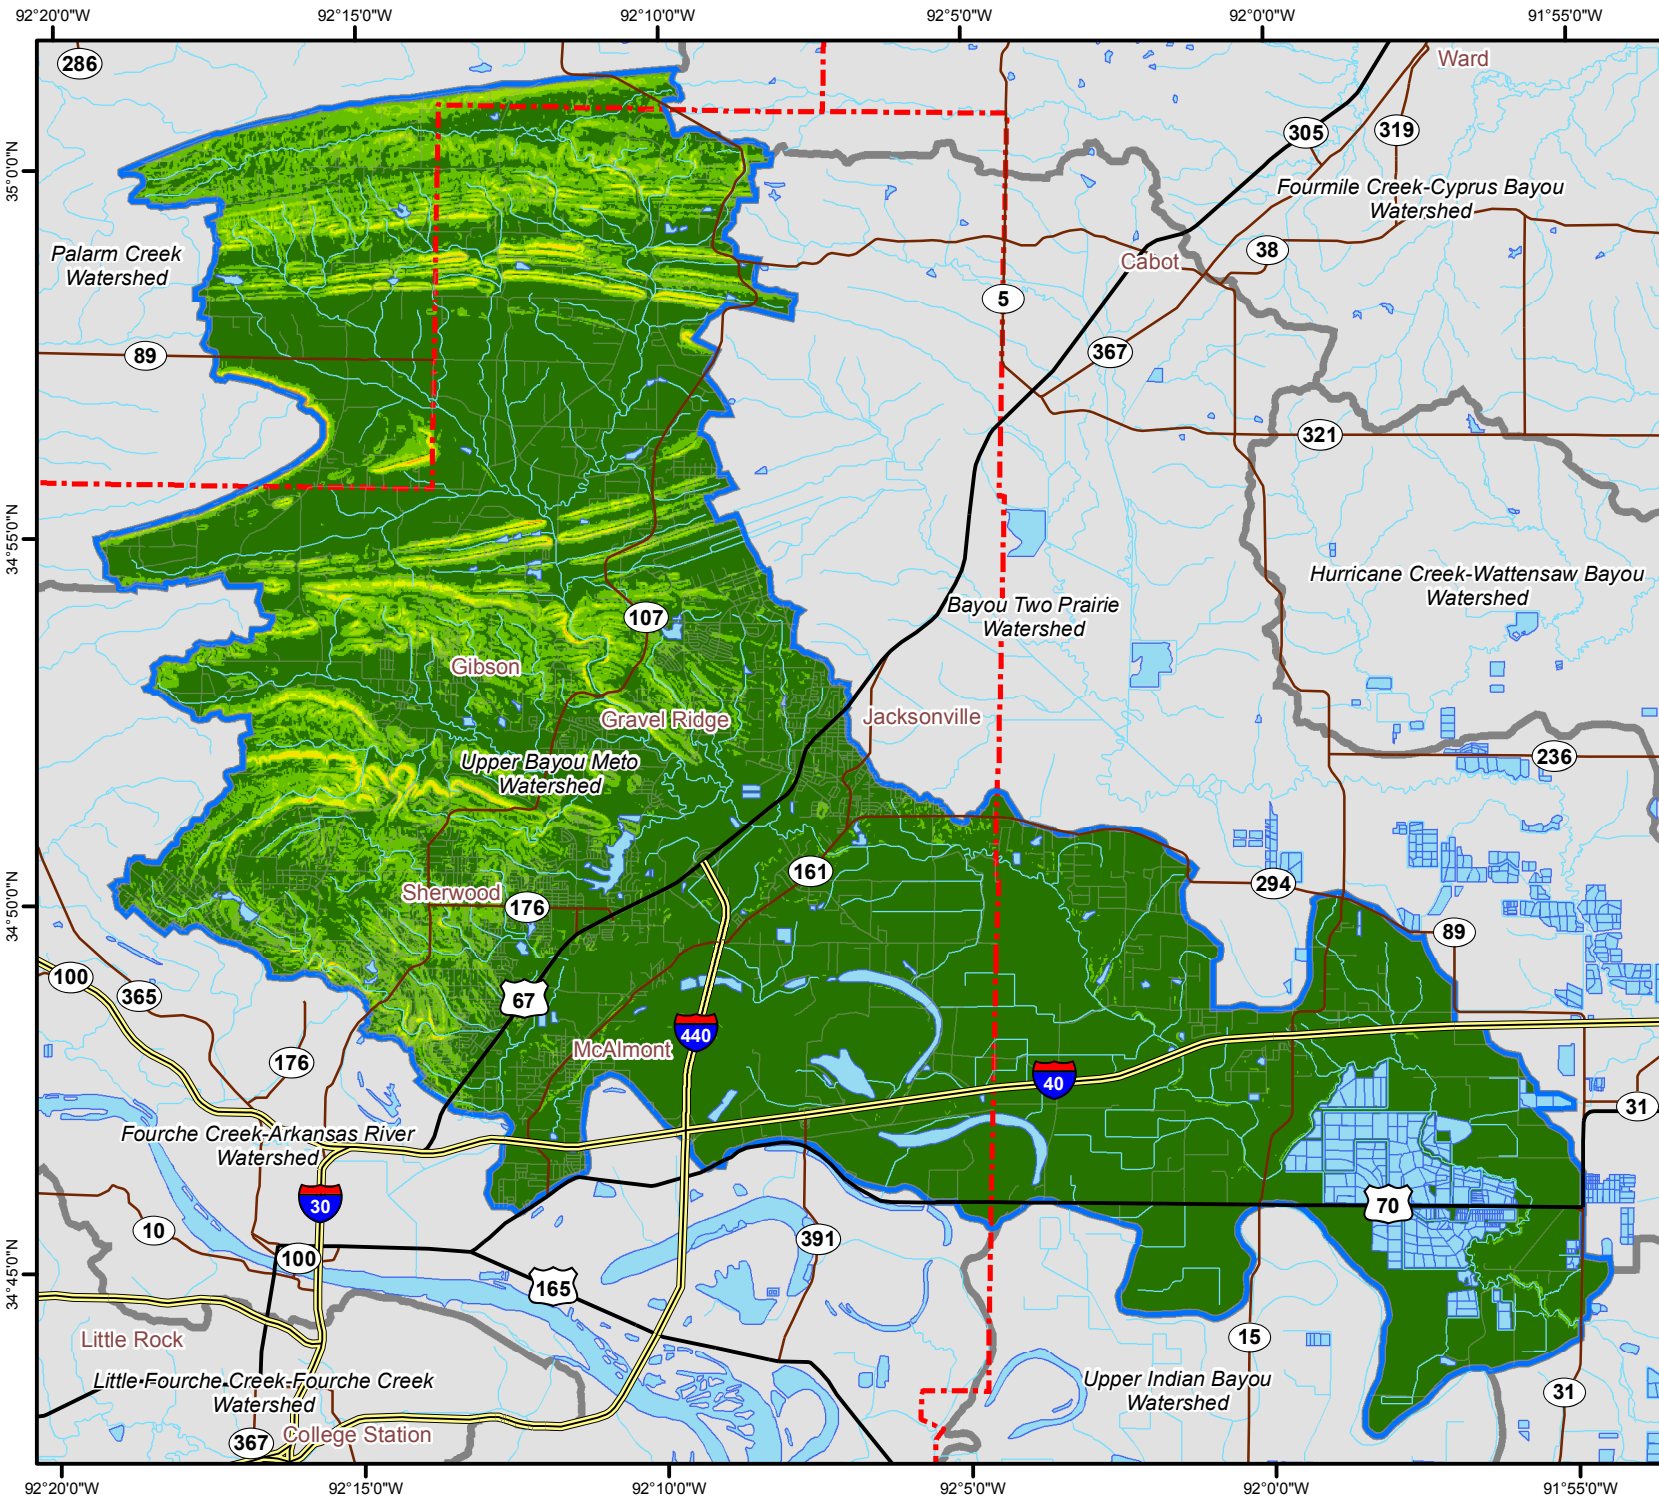 92°20'0"W
92°15'0"W
92°10'0"W
92°5'0"W
92°0'0"W
91°55'0"W
286
Ward
305
319
35°0'0"N
Fourmile Creek-Cyprus Bayou
Watershed
Palarm Creek
Watershed
38
Cabot
5
89
367
321
34°55'0"N
Hurricane Creek-Wattensaw Bayou
Watershed
Bayou Two Prairie
Watershed
107
Gibson
Gravel Ridge
Jacksonville
236
Upper Bayou Meto
Watershed
161
294
Sherwood
176
34°50'0"N
89
100
365
67
440
McAlmont
176
40
31
Fourche Creek-Arkansas River
Watershed
30
70
10
391
100
34°45'0"N
165
Little Rock
15
Little Fourche Creek-Fourche Creek
Watershed
Upper Indian Bayou
Watershed
31
College Station
367
92°20'0"W
92°15'0"W
92°10'0"W
92°5'0"W
92°0'0"W
91°55'0"W